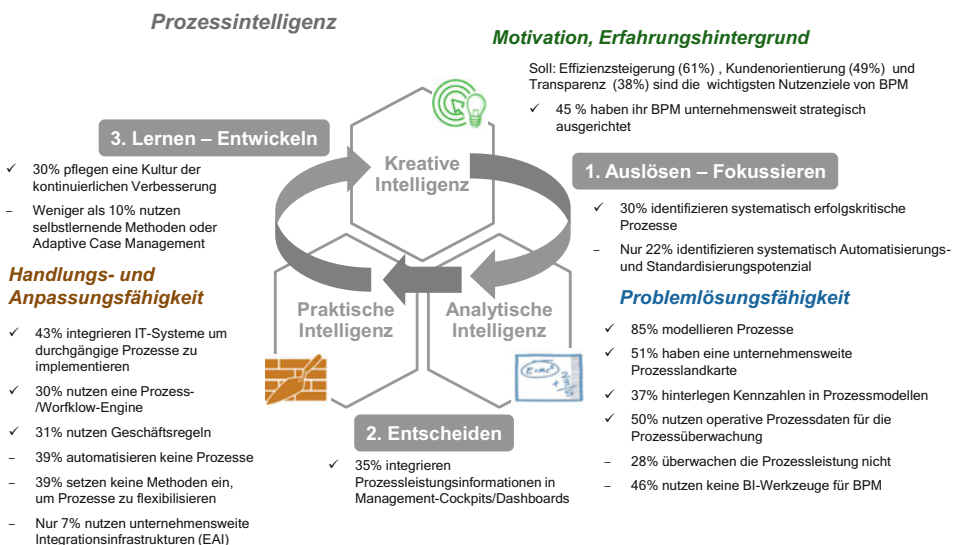 Prozessintelligenz
Motivation, Erfahrungshintergrund
Soll: Effizienzsteigerung (61%) , Kundenorientierung (49%) und
Transparenz (38%) sind die wichtigsten Nutzenziele von BPM
✓ 45 % haben ihr BPM unternehmensweit strategisch
ausgerichtet
3. Lernen – Entwickeln
✓ 30% pflegen eine Kultur der
kontinuierlichen Verbesserung
– Weniger als 10% nutzen
selbstlernende Methoden oder
Adaptive Case Management
Kreative
Intelligenz
1. Auslösen – Fokussieren
✓ 30% identifizieren systematisch erfolgskritische
Prozesse
– Nur 22% identifizieren systematisch Automatisierungs-
und Standardisierungspotenzial
Handlungs- und
Anpassungsfähigkeit
✓ 43% integrieren IT-Systeme um
durchgängige Prozesse zu
implementieren
✓ 30% nutzen eine Prozess-
/Worfklow-Engine
✓ 31% nutzen Geschäftsregeln
– 39% automatisieren keine Prozesse
– 39% setzen keine Methoden ein,
um Prozesse zu flexibilisieren
– Nur 7% nutzen unternehmensweite
Integrationsinfrastrukturen (EAI)
Praktische
Intelligenz
Analytische
Intelligenz
E=mc²
2. Entscheiden
✓ 35% integrieren
Prozessleistungsinformationen in
Management-Cockpits/Dashboards
Problemlösungsfähigkeit
✓ 85% modellieren Prozesse
✓ 51% haben eine unternehmensweite
Prozesslandkarte
✓ 37% hinterlegen Kennzahlen in Prozessmodellen
✓ 50% nutzen operative Prozessdaten für die
Prozessüberwachung
– 28% überwachen die Prozessleistung nicht
– 46% nutzen keine BI-Werkzeuge für BPM